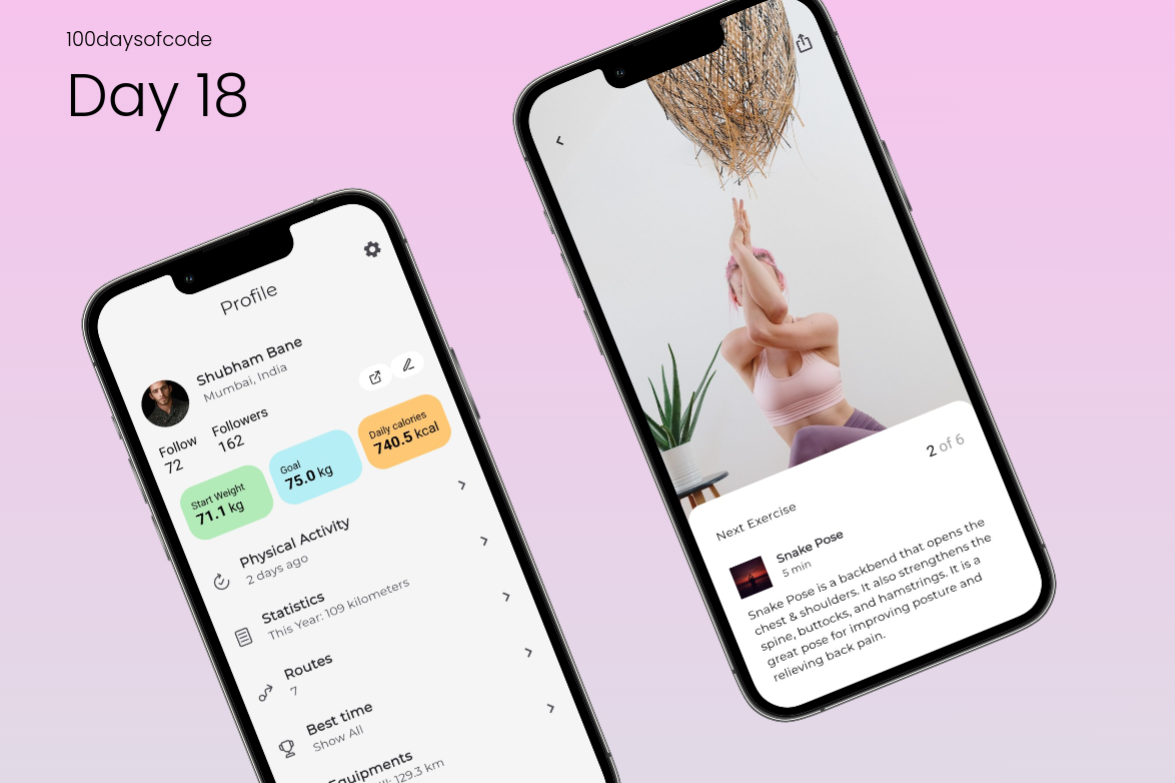 100daysofcode
Day 18
Profile
Shubham Bane
Mumbai, India
Follow
72
Followers
162
Start Weight
71.1 kg
Goal
75.0 kg
Daily calories
740.5 kcal
Physical Activity
2 days ago
Statistics
This Year: 109 kilometers
Routes
7
Best time
Show All
Equipments
129.3 km
2 of 6
Next Exercise
Snake Pose
5 min
Snake Pose is a backbend that opens the
chest & shoulders. It also strengthens the
spine, buttocks, and hamstrings. It is a
great pose for improving posture and
relieving back pain.